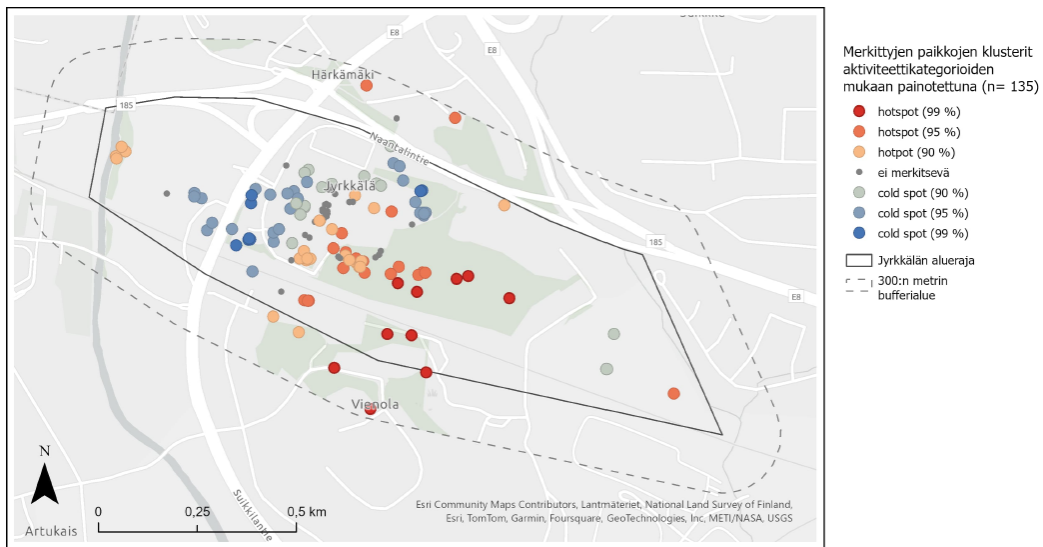 E8
E8
Härkämäki
185
Naantalintie
Jyrkkälä
185
E8
Vienola
N
Suikkilantie
Esri Community Maps Contributors, Lantmäteriet, National Land Survey of Finland,
Esri, TomTom, Garmin, Foursquare, GeoTechnologies, Inc, METI/NASA, USGS
0
0,25
0,5 km
Artukais
Merkittyjen paikkojen klusterit
aktiviteettikategorioiden
mukaan painotettuna (n= 135)
hotspot (99 %)
hotspot (95 %)
hotpot (90 %)
ei merkitsevä
cold spot (90 %)
cold spot (95 %)
cold spot (99 %)
Jyrkkälän alueraja
300:n metrin
bufferialue